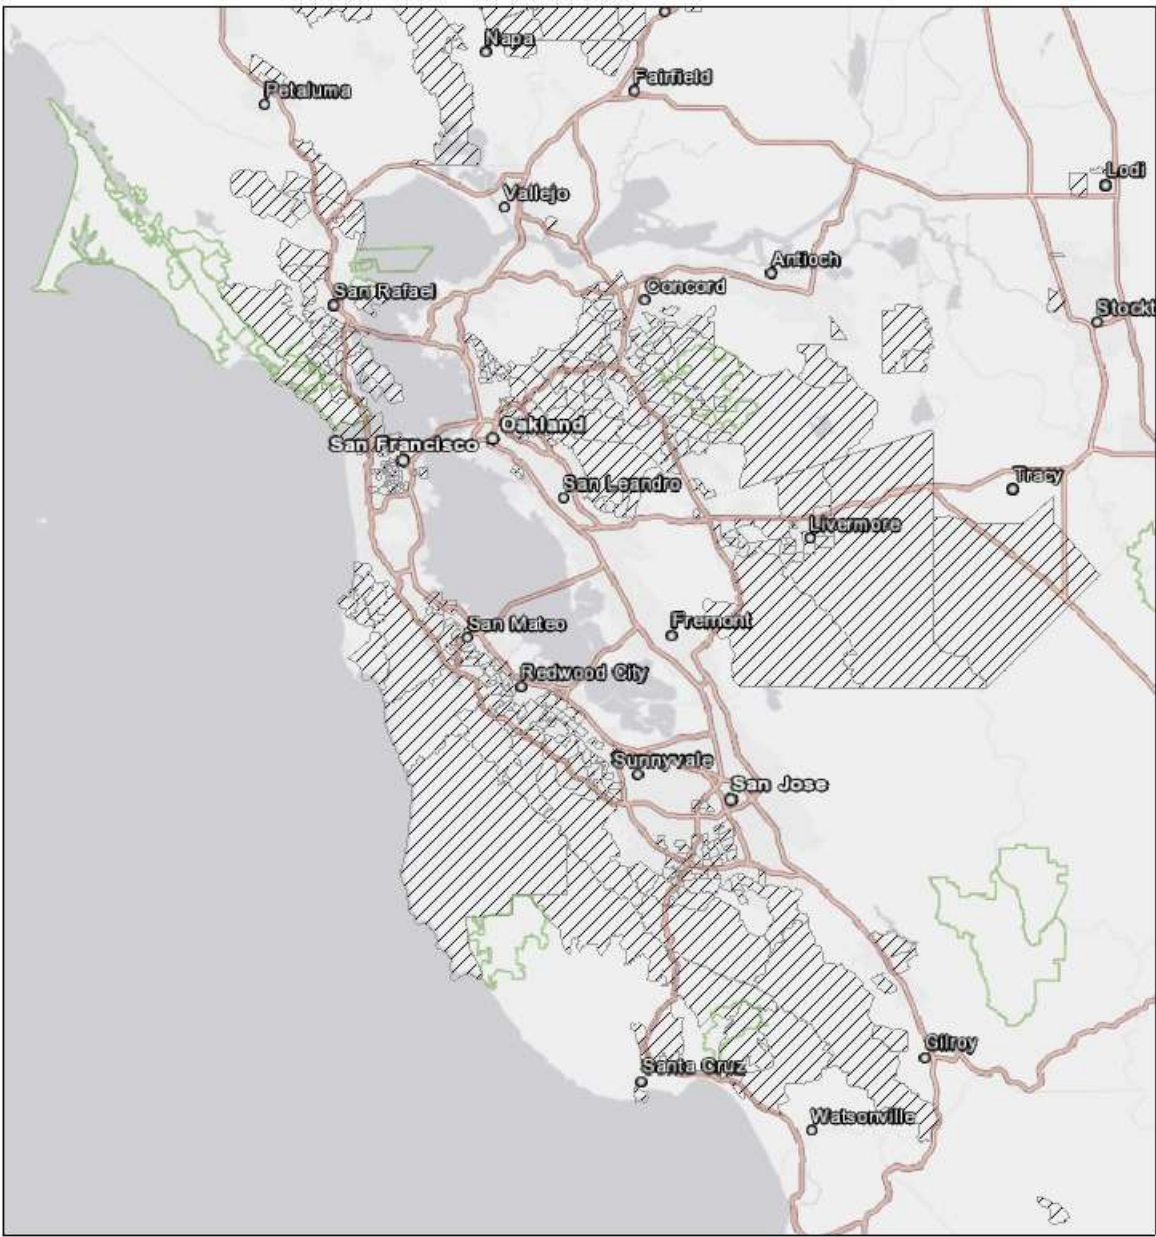 Napa
Fairfield
Petaluma
Lodi
Vallejo
Antioch
San Rafael
Concord
Stockt
Oakland
San Francisco
Tracy
San Leandro
Livermore
Fremont
San Mateo
Redwood City
Sunnyvale
San Jose
Gilroy
Santa Cruz
Watsonville